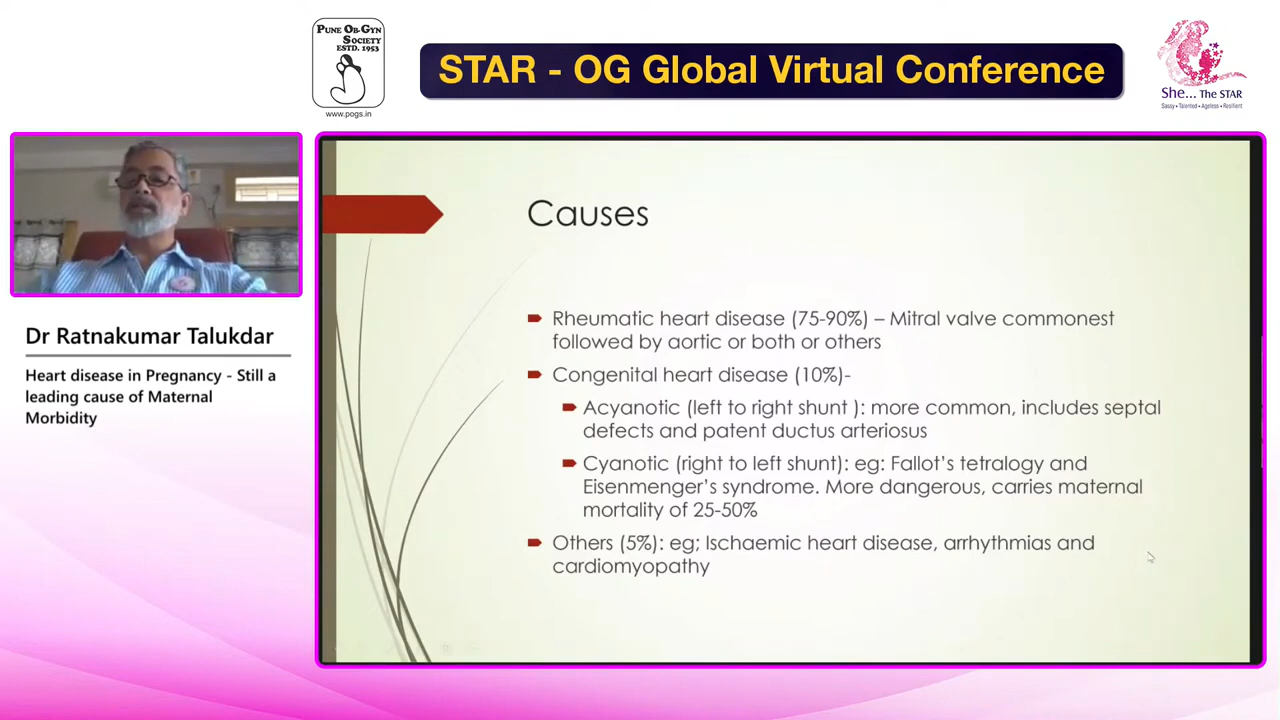 PUNE OB-GYN
SOCIETY
ESTD. 1953
www.pogs.in
STAR - OG Global Virtual Conference
She... The STAR
Sassy • Talented • Ageless • Resilient
Dr Ratnakumar Talukdar
Heart disease in Pregnancy - Still a
leading cause of Maternal
Morbidity
Causes
Rheumatic heart disease (75-90%) – Mitral valve commonest
followed by aortic or both or others
Congenital heart disease (10%)-
Acyanotic (left to right shunt ): more common, includes septal
defects and patent ductus arteriosus
Cyanotic (right to left shunt): eg: Fallot's tetralogy and
Eisenmenger's syndrome. More dangerous, carries maternal
mortality of 25-50%
Others (5%): eg; Ischaemic heart disease, arrhythmias and
cardiomyopathy